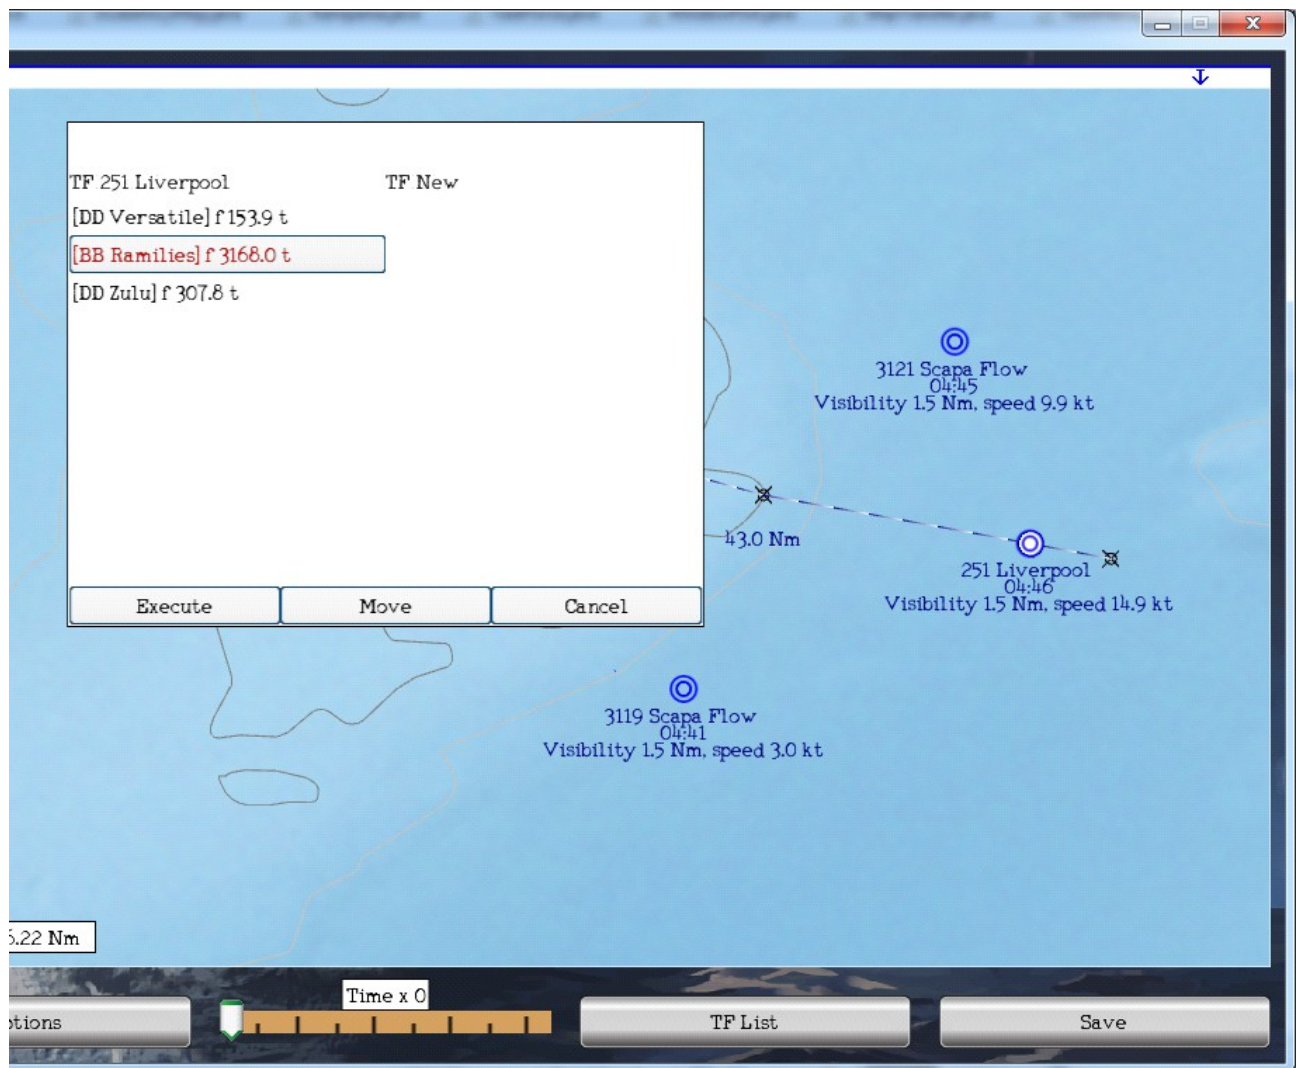 TF 251 Liverpool TF New
[DD Versatile] f 153.9 t
[BB Ramilies] f 3168.0 t
[DD Zulu] f 307.8 t
3121 Scapa Flow
04:45
Visibility 1.5 Nm, speed 9.9 kt
43.0 Nm
251 Liverpool
04:46
Visibility 1.5 Nm, speed 14.9 kt
Execute Move Cancel
3119 Scapa Flow
04:41
Visibility 1.5 Nm, speed 3.0 kt
.22 Nm
Time x 0
tions TF List Save